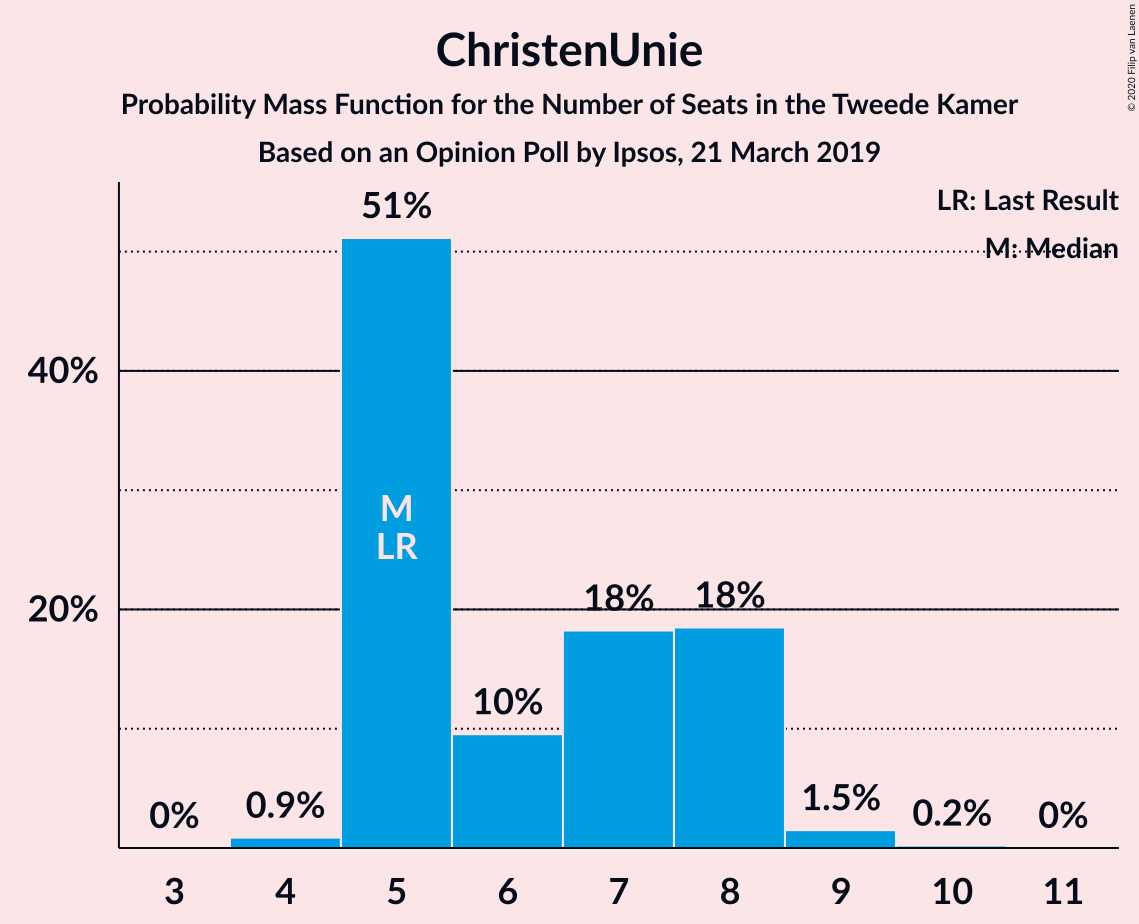 ChristenUnie
Probability Mass Function for the Number of Seats in the Tweede Kamer
Based on an Opinion Poll by Ipsos, 21 March 2019
© 2020 Filip van Laenen
LR: Last Result
M: Median
51%
40%
M
LR
20%
18%
18%
10%
0%
0.9%
1.5%
0.2%
0%
3 4 5 6 7 8 9 10 11